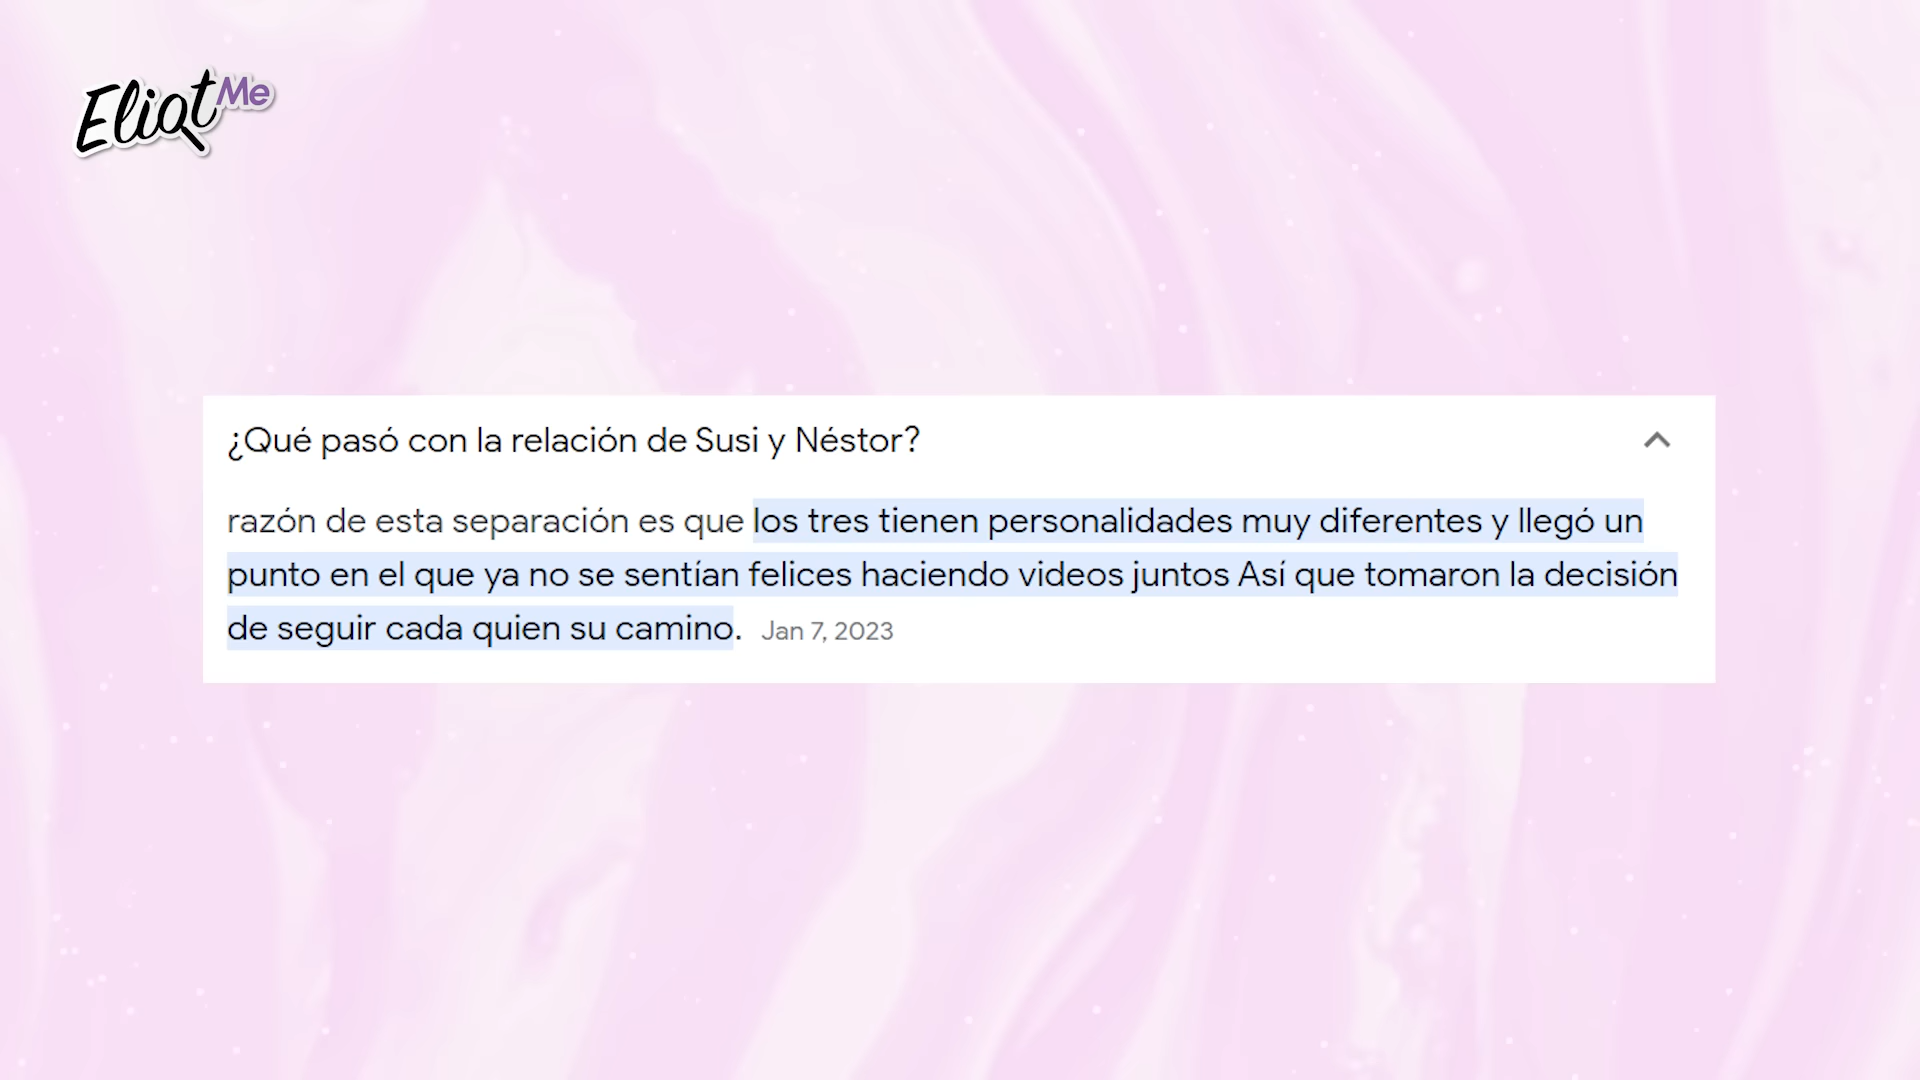 EliotMe
¿Qué pasó con la relación de Susi y Néstor?
razón de esta separación es que los tres tienen personalidades muy diferentes y llegó un
punto en el que ya no se sentían felices haciendo videos juntos Así que tomaron la decisión
de seguir cada quien su camino. Jan 7, 2023